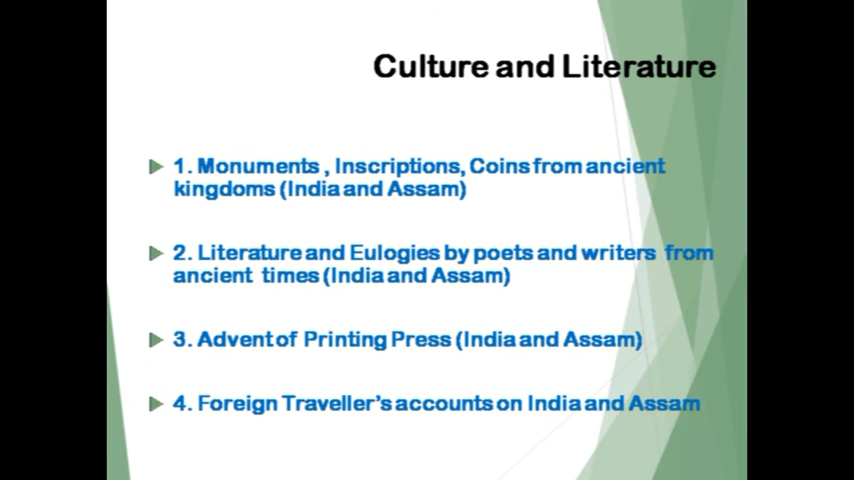 Culture and Literature
1. Monuments , Inscriptions, Coins from ancient
kingdoms (India and Assam)
2. Literature and Eulogies by poets and writers from
ancient times (India and Assam)
3. Advent of Printing Press (India and Assam)
4. Foreign Traveller's accounts on India and Assam